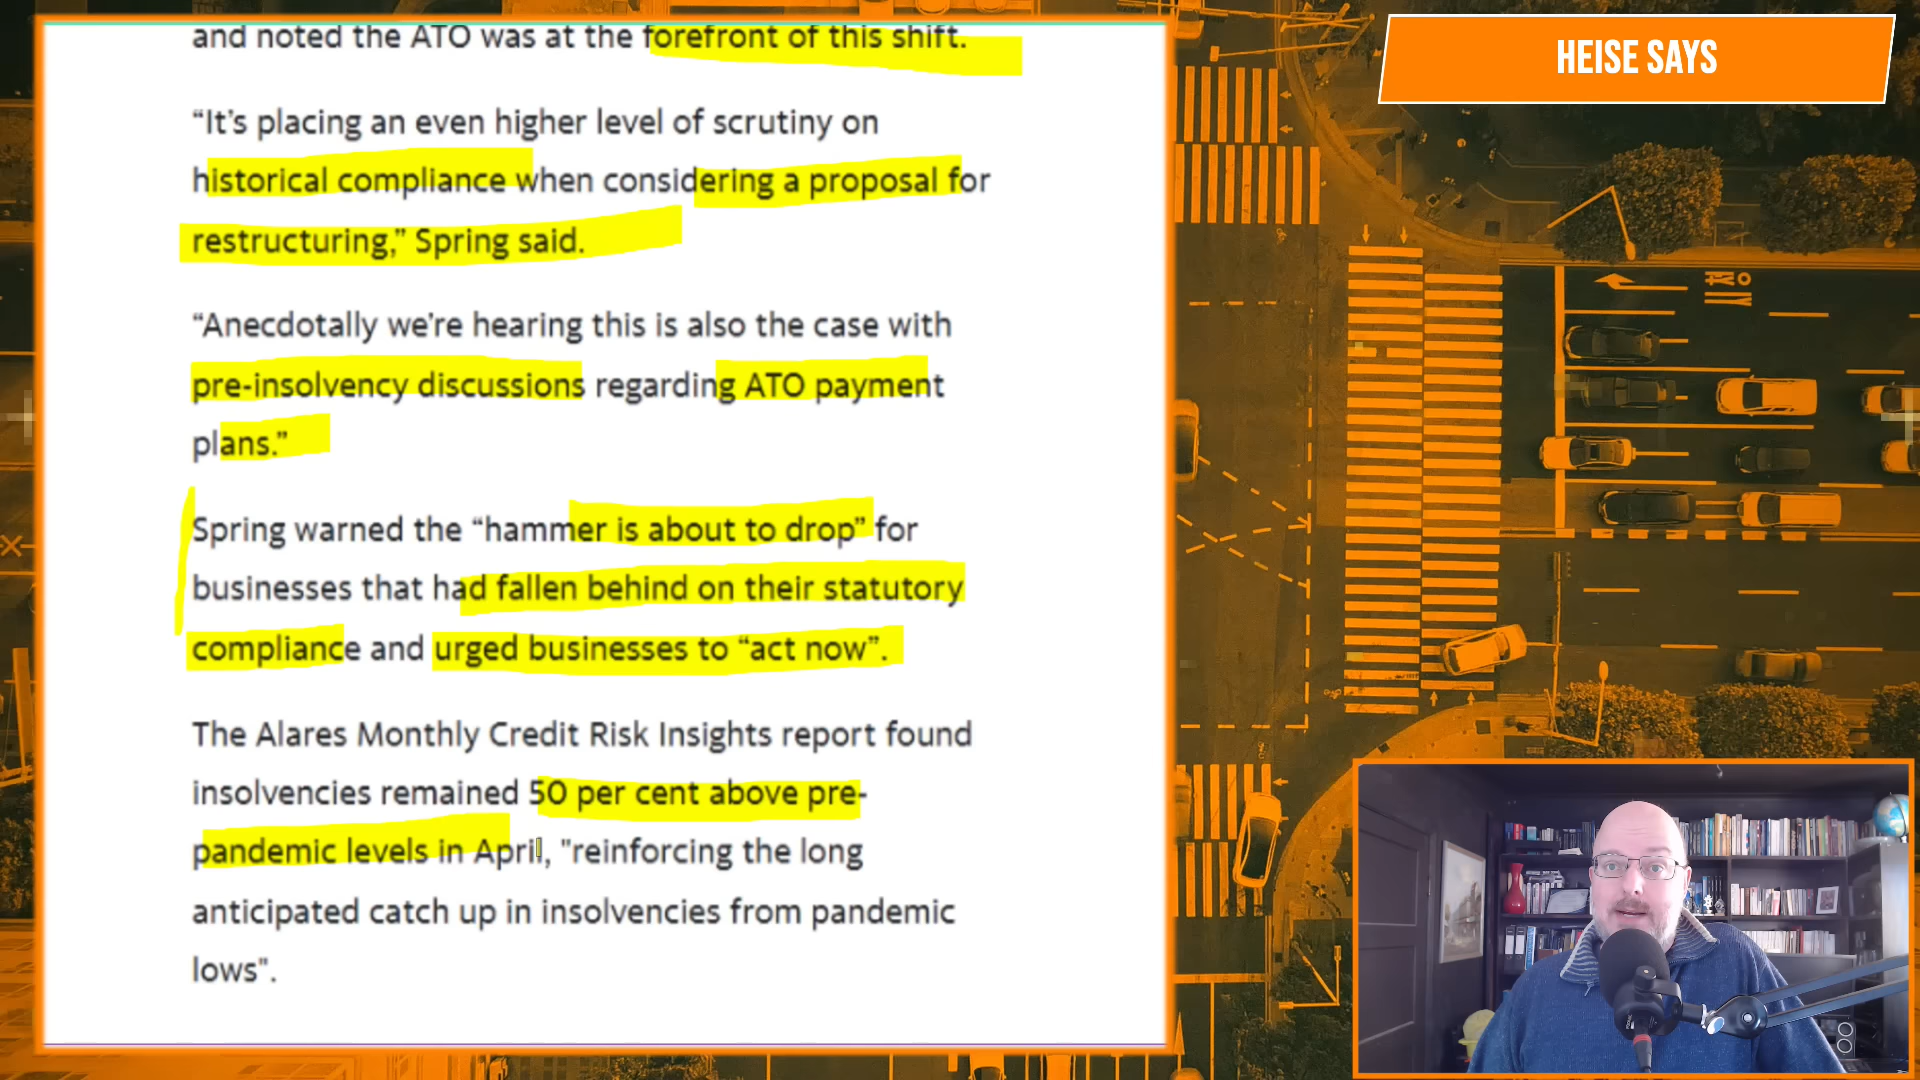 and noted the ATO was at the forefront of this shift.
“It’s placing an even higher level of scrutiny on
historical compliance when considering a proposal for
restructuring,” Spring said.
“Anecdotally we’re hearing this is also the case with
pre-insolvency discussions regarding ATO payment
plans.”
Spring warned the “hammer is about to drop” for
businesses that had fallen behind on their statutory
compliance and urged businesses to “act now”.
The Alares Monthly Credit Risk Insights report found
insolvencies remained 50 per cent above pre-
pandemic levels in April, "reinforcing the long
anticipated catch up in insolvencies from pandemic
lows".
HEISE SAYS